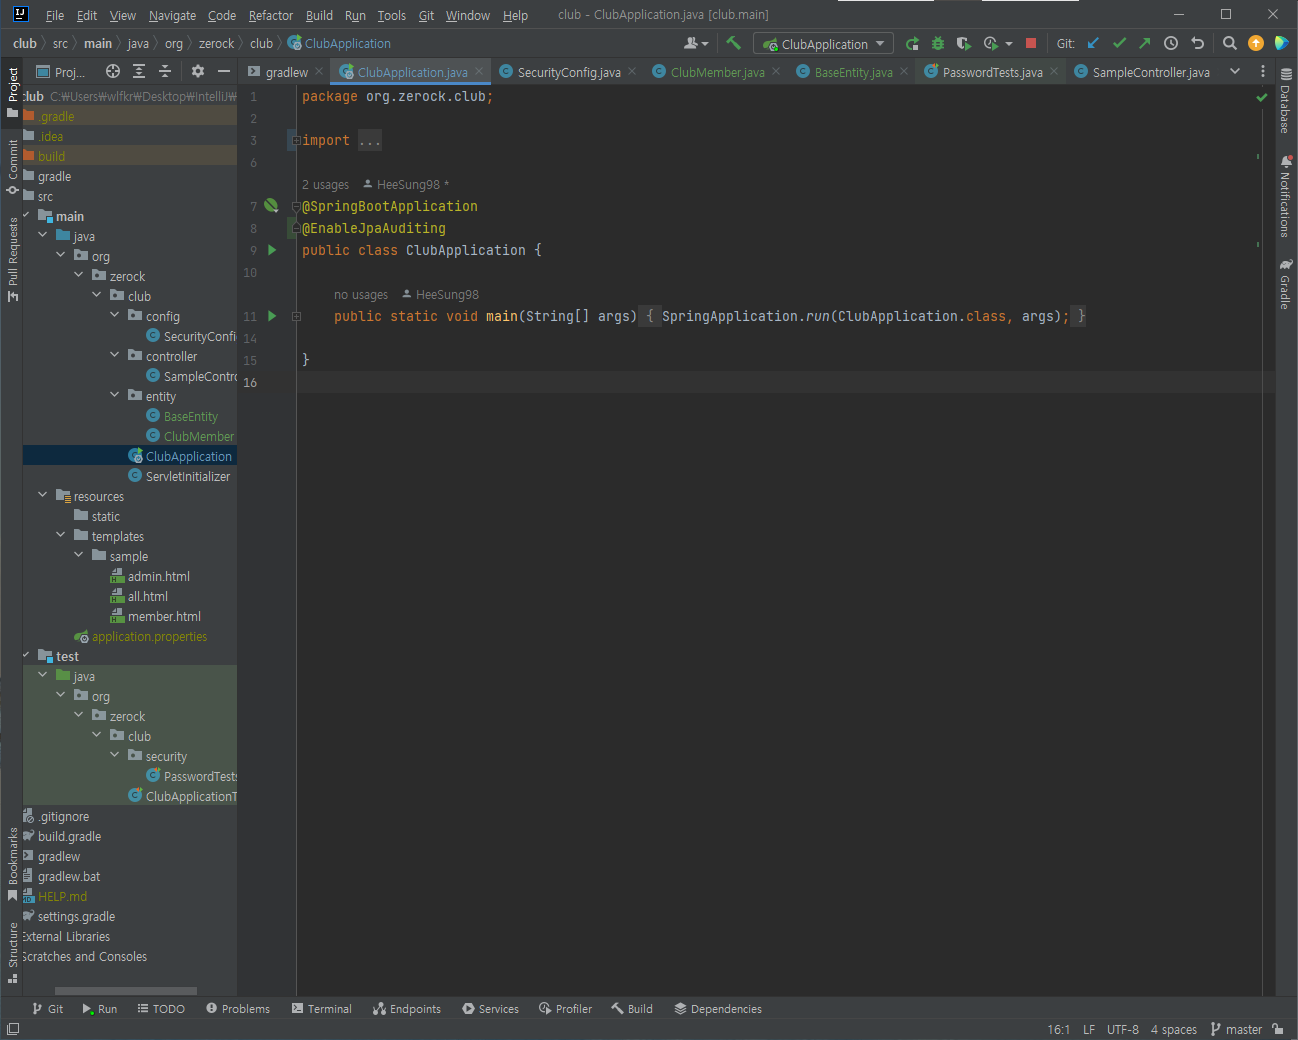 File Edit View Navigate Code Refactor Build Run Tools Git Window Help club - ClubApplication.java [club.main]
club src main java org zerock club ClubApplication
ClubApplication
Git:
Proj...
gradlew
ClubApplication.java
SecurityConfig.java
ClubMember.java
BaseEntity.java
PasswordTests.java
SampleController.java
Project
Commit
Pull Requests
Bookmarks
Structure
club C:₩Users₩wlfkr₩Desktop₩IntelliJ₩
.gradle
.idea
build
gradle
src
main
java
org
zerock
club
config
SecurityConfi
controller
SampleContro
entity
BaseEntity
ClubMember
ClubApplication
ServletInitializer
resources
static
templates
sample
admin.html
all.html
member.html
application.properties
test
java
org
zerock
club
security
PasswordTests
ClubApplicationT
.gitignore
build.gradle
gradlew
gradlew.bat
HELP.md
settings.gradle
External Libraries
Scratches and Consoles
1 package org.zerock.club;
2
3 import ...
6
2 usages HeeSung98 *
7 @SpringBootApplication
8 @EnableJpaAuditing
9 public class ClubApplication {
10
no usages HeeSung98
11 public static void main(String[] args) { SpringApplication.run(ClubApplication.class, args); }
14
15 }
16
Database
Notifications
Gradle
Git Run TODO Problems Terminal Endpoints Services Profiler Build Dependencies
16:1 LF UTF-8 4 spaces master